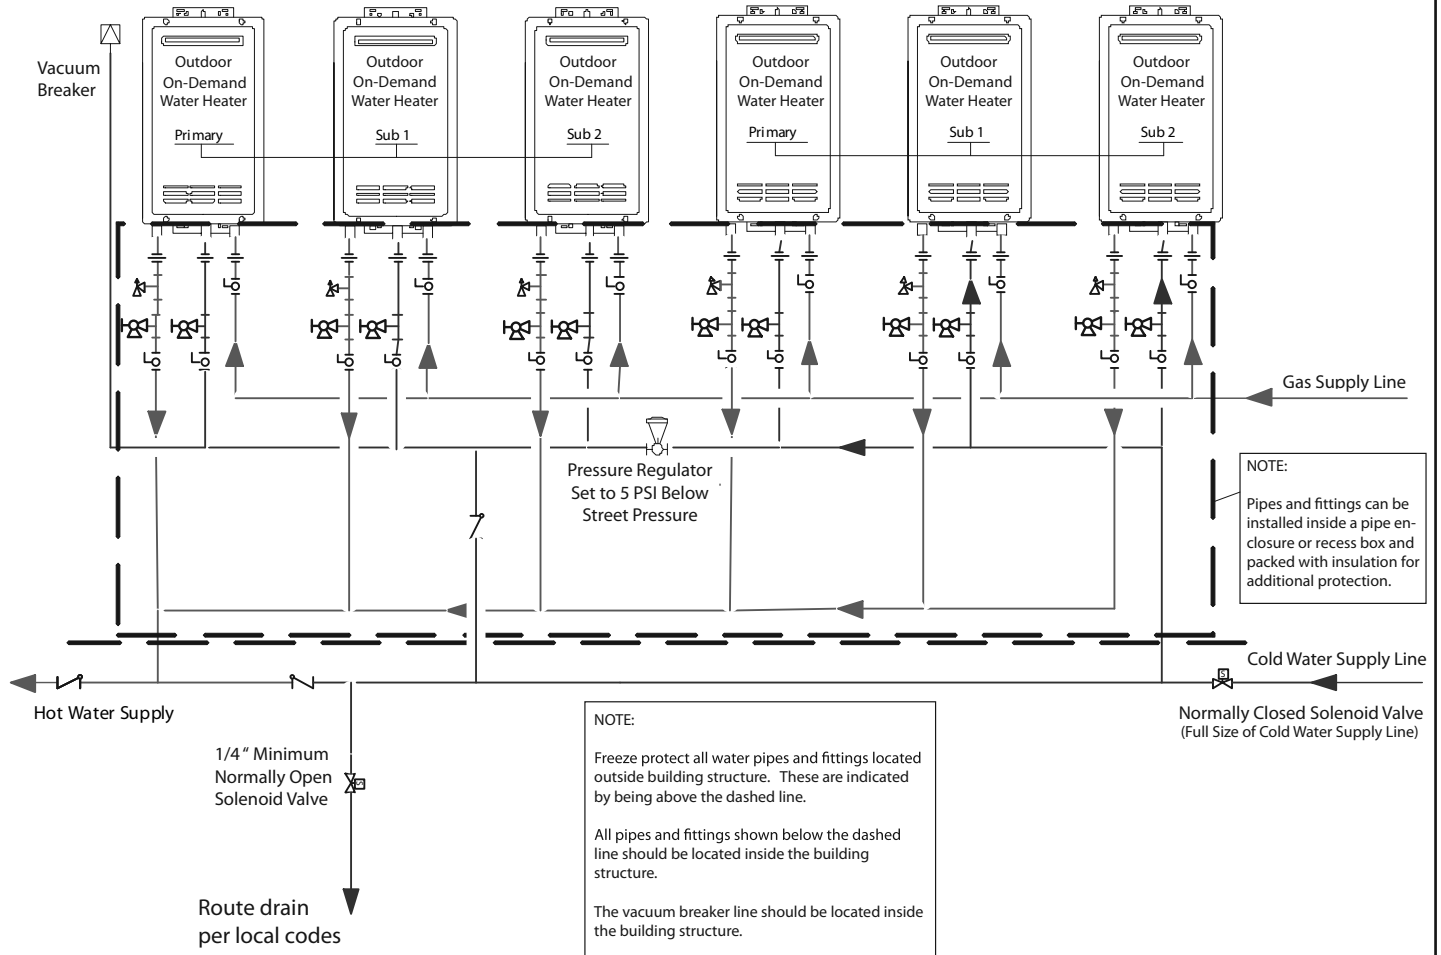 Vacuum
Breaker
Outdoor
On-Demand
Water Heater
Primary
Outdoor
On-Demand
Water Heater
Sub 1
Outdoor
On-Demand
Water Heater
Sub 2
Outdoor
On-Demand
Water Heater
Primary
Outdoor
On-Demand
Water Heater
Sub 1
Outdoor
On-Demand
Water Heater
Sub 2
Gas Supply Line
Pressure Regulator
Set to 5 PSI Below
Street Pressure
NOTE:
Pipes and fittings can be
installed inside a pipe en-
closure or recess box and
packed with insulation for
additional protection.
Cold Water Supply Line
S
Normally Closed Solenoid Valve
(Full Size of Cold Water Supply Line)
Hot Water Supply
1/4 “ Minimum
Normally Open
Solenoid Valve
S
Route drain
per local codes
NOTE:
Freeze protect all water pipes and fittings located
outside building structure. These are indicated
by being above the dashed line.
All pipes and fittings shown below the dashed
line should be located inside the building
structure.
The vacuum breaker line should be located inside
the building structure.